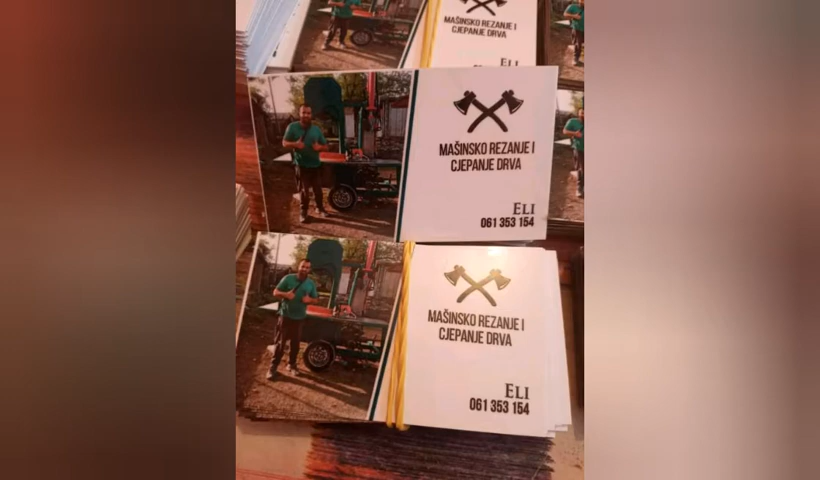 MAŠINSKO REZANJE I
CJEPANJE DRVA
ELI
MAŠINSKO REZANJE I
CJEPANJE DRVA
ELI
061 353 154
MAŠINSKO REZANJE I
CJEPANJE DRVA
ELI
061 353 154